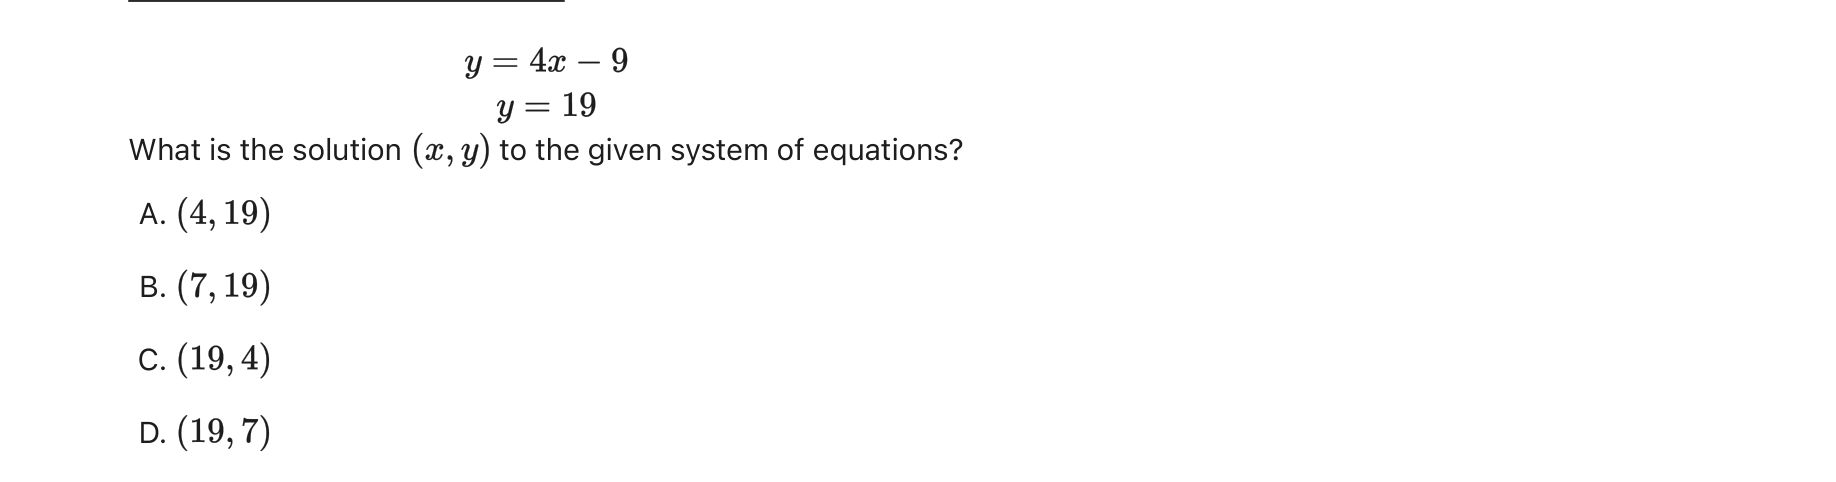 y = 4x − 9
y = 19
What is the solution (x, y) to the given system of equations?
A. (4, 19)
B. (7, 19)
C. (19, 4)
D. (19, 7)